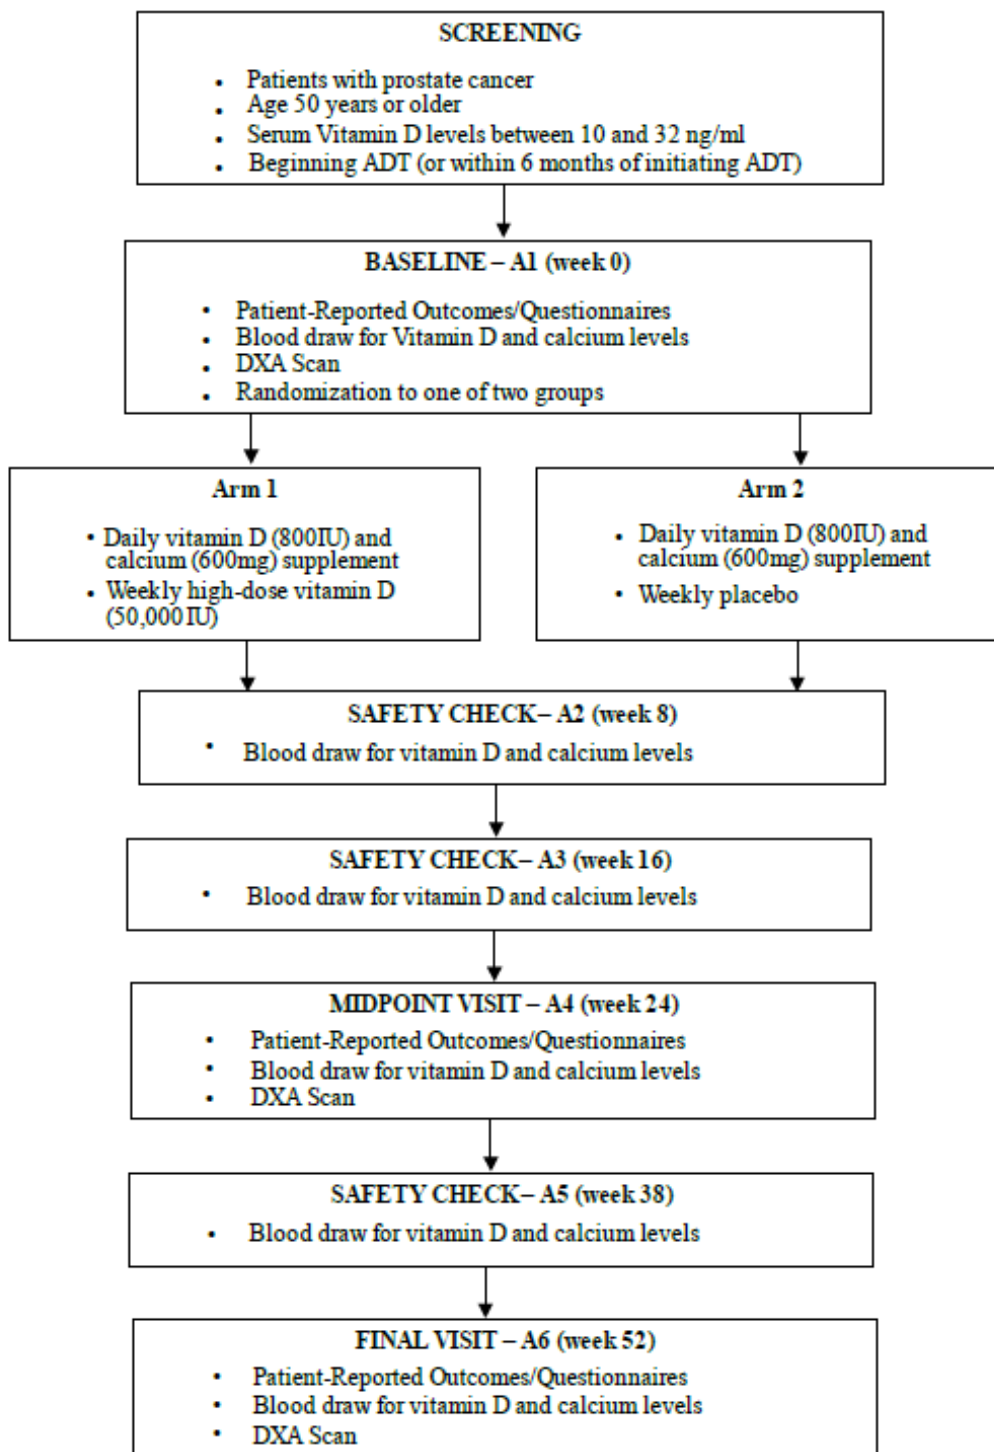 SCREENING
• Patients with prostate cancer
• Age 50 years or older
• Serum Vitamin D levels between 10 and 32 ng/ml
• Beginning ADT (or within 6 months of initiating ADT)
BASELINE – A1 (week 0)
• Patient-Reported Outcomes/Questionnaires
• Blood draw for Vitamin D and calcium levels
• DXA Scan
• Randomization to one of two groups
Arm 1
• Daily vitamin D (800IU) and
calcium (600mg) supplement
• Weekly high-dose vitamin D
(50,000 IU)
Arm 2
• Daily vitamin D (800IU) and
calcium (600mg) supplement
• Weekly placebo
SAFETY CHECK– A2 (week 8)
• Blood draw for vitamin D and calcium levels
SAFETY CHECK– A3 (week 16)
• Blood draw for vitamin D and calcium levels
MIDPOINT VISIT – A4 (week 24)
• Patient-Reported Outcomes/Questionnaires
• Blood draw for vitamin D and calcium levels
• DXA Scan
SAFETY CHECK– A5 (week 38)
• Blood draw for vitamin D and calcium levels
FINAL VISIT – A6 (week 52)
• Patient-Reported Outcomes/Questionnaires
• Blood draw for vitamin D and calcium levels
• DXA Scan